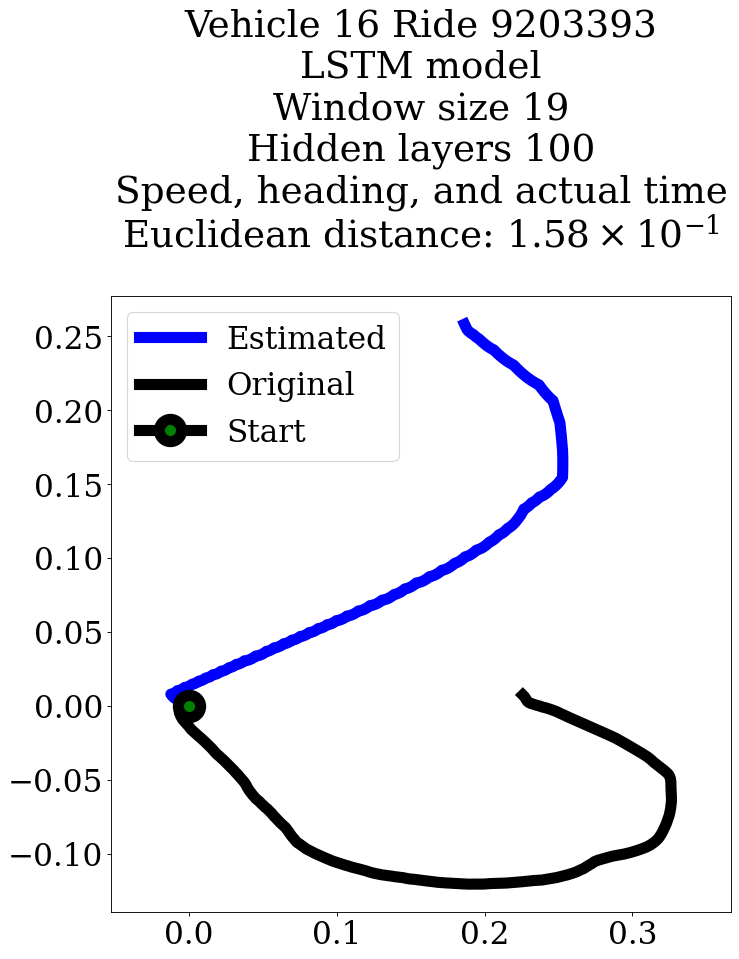 Vehicle 16 Ride 9203393
LSTM model
Window size 19
Hidden layers 100
Speed, heading, and actual time
Euclidean distance: 1.58 × 10⁻¹
Estimated
Original
Start
0.25
0.20
0.15
0.10
0.05
0.00
−0.05
−0.10
0.0 0.1 0.2 0.3